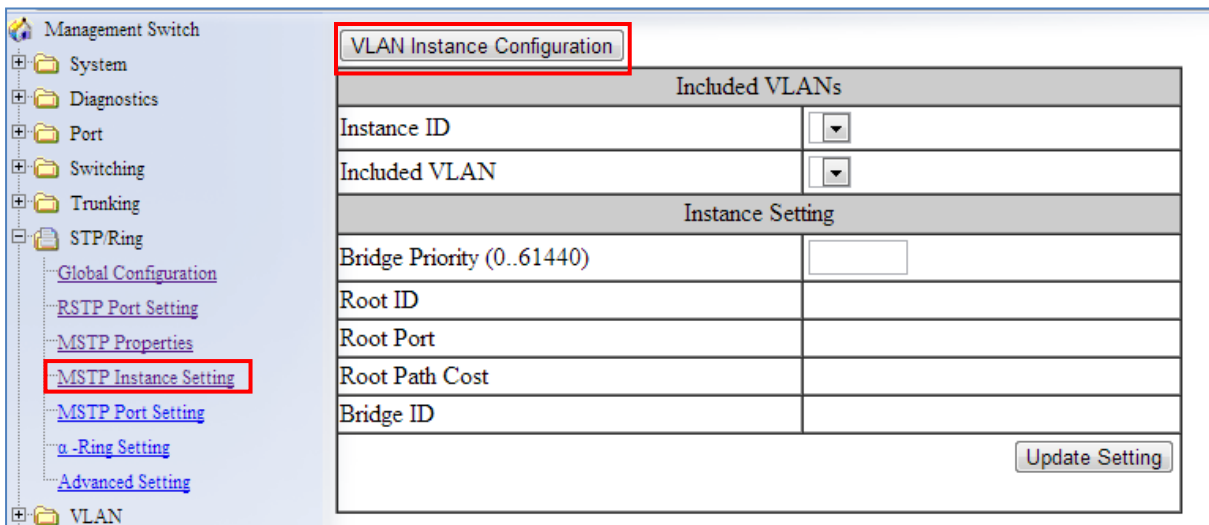 Management Switch
System
Diagnostics
Port
Switching
Trunking
STP/Ring
Global Configuration
RSTP Port Setting
MSTP Properties
MSTP Instance Setting
MSTP Port Setting
α -Ring Setting
Advanced Setting
VLAN
VLAN Instance Configuration
Included VLANs
Instance ID
Included VLAN
Instance Setting
Bridge Priority (0..61440)
Root ID
Root Port
Root Path Cost
Bridge ID
Update Setting